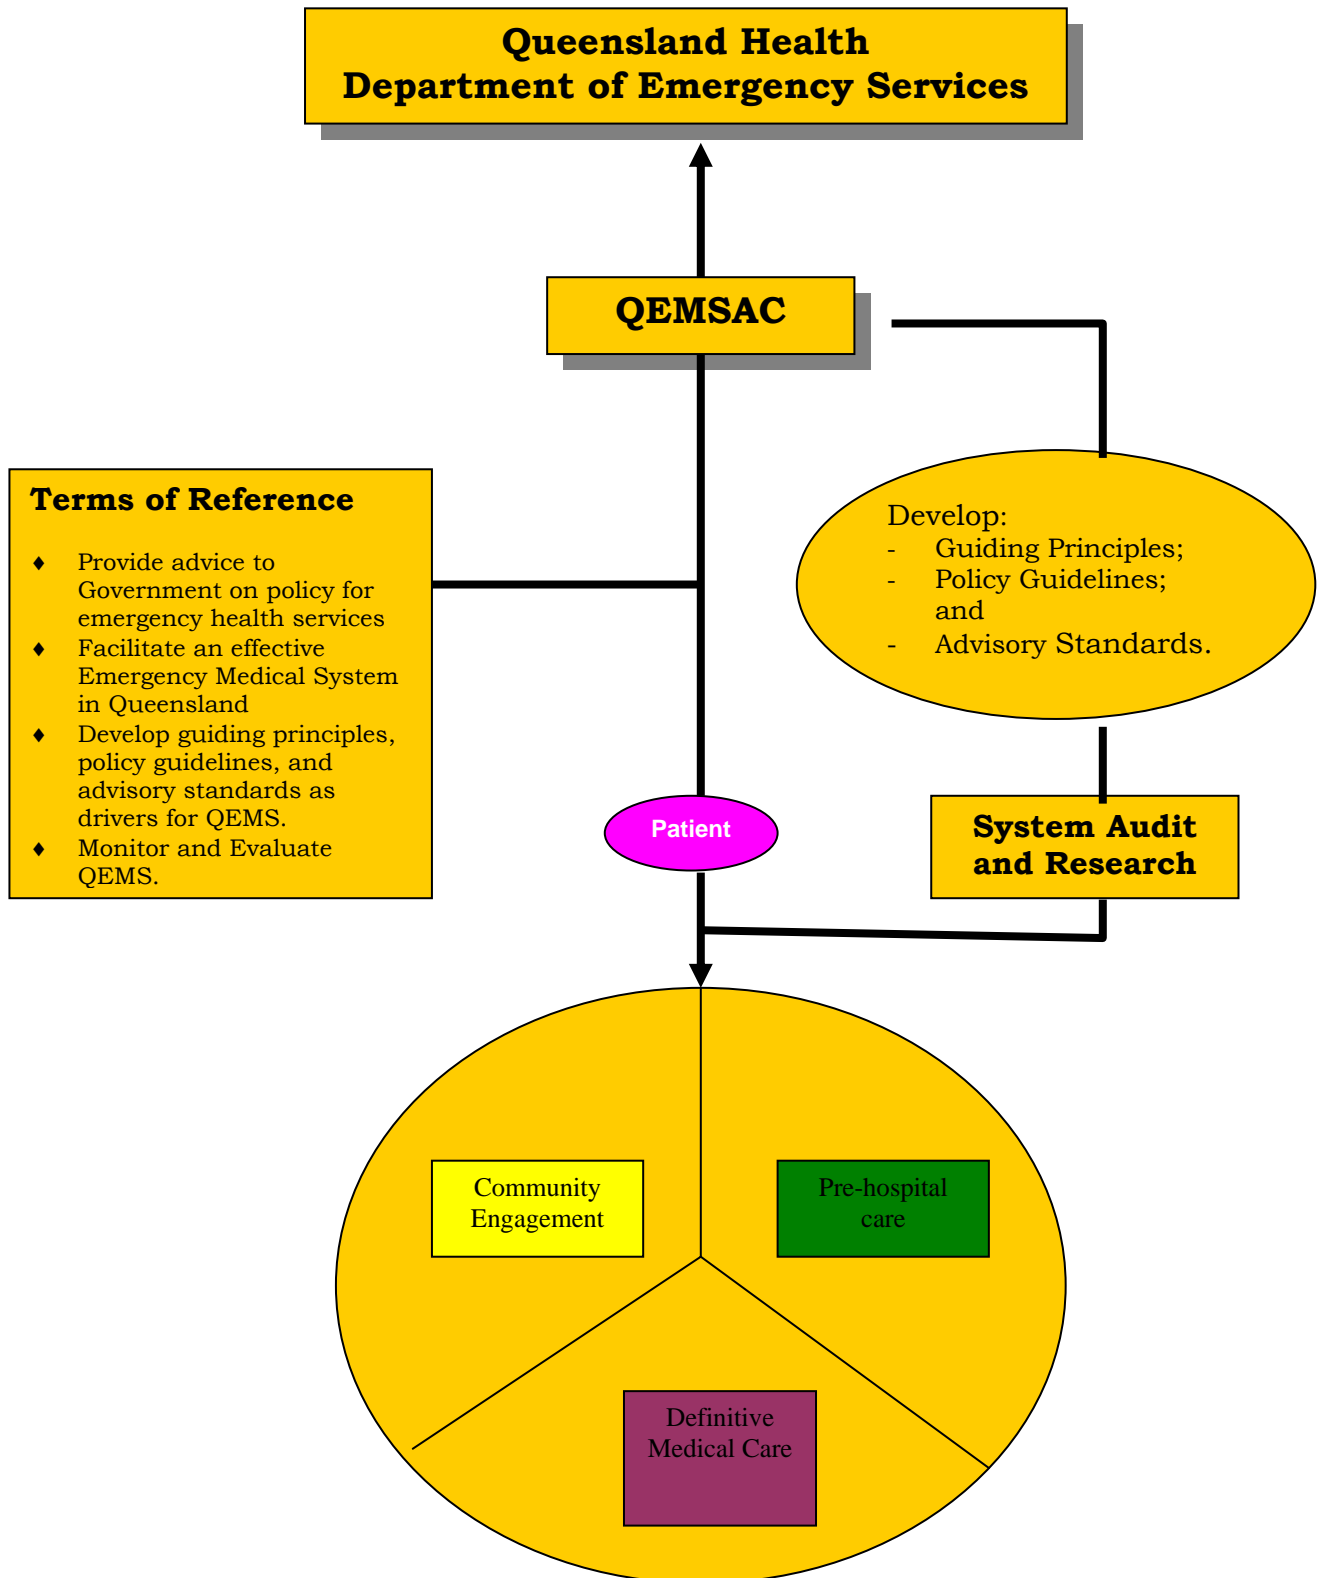 Queensland Health
Department of Emergency Services
QEMSAC
Terms of Reference
♦ Provide advice to
Government on policy for
emergency health services
♦ Facilitate an effective
Emergency Medical System
in Queensland
♦ Develop guiding principles,
policy guidelines, and
advisory standards as
drivers for QEMS.
♦ Monitor and Evaluate
QEMS.
Develop:
- Guiding Principles;
- Policy Guidelines;
and
- Advisory Standards.
Patient
System Audit
and Research
Community
Engagement
Pre-hospital
care
Definitive
Medical Care